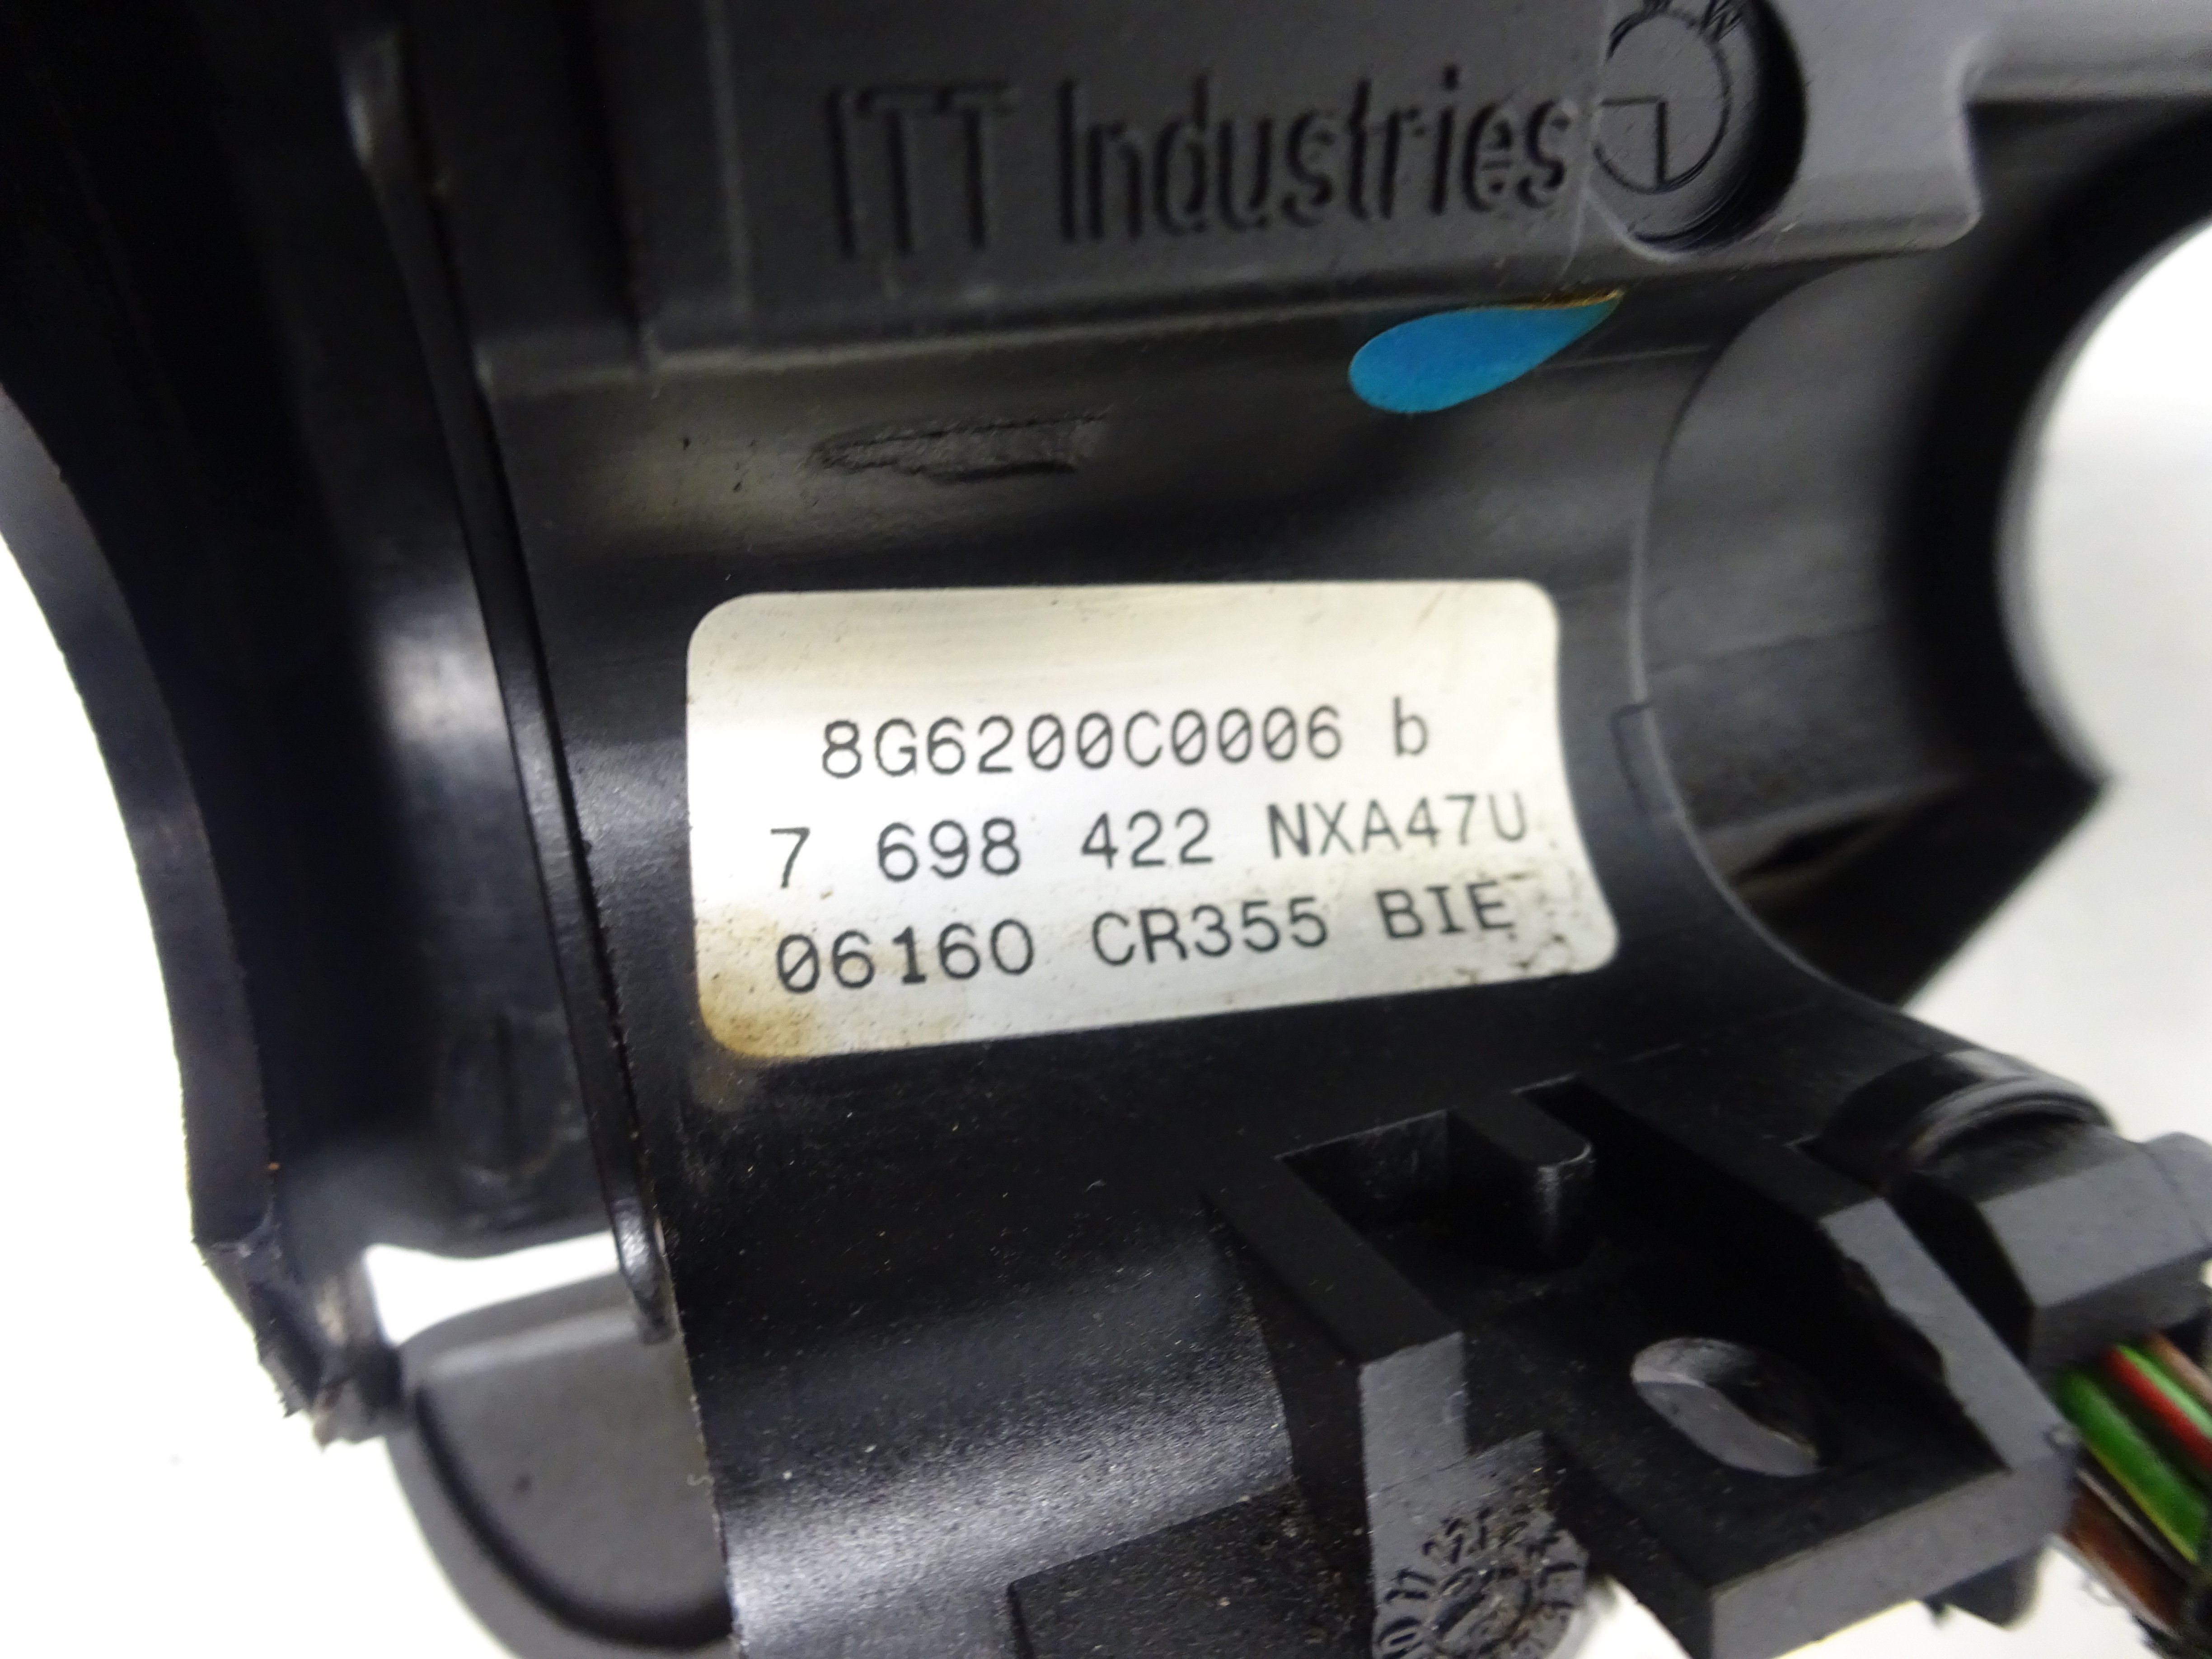 ITT Industries
8G6200C0006 b
7 698 422 NXA47U
06160 CR355 BIE